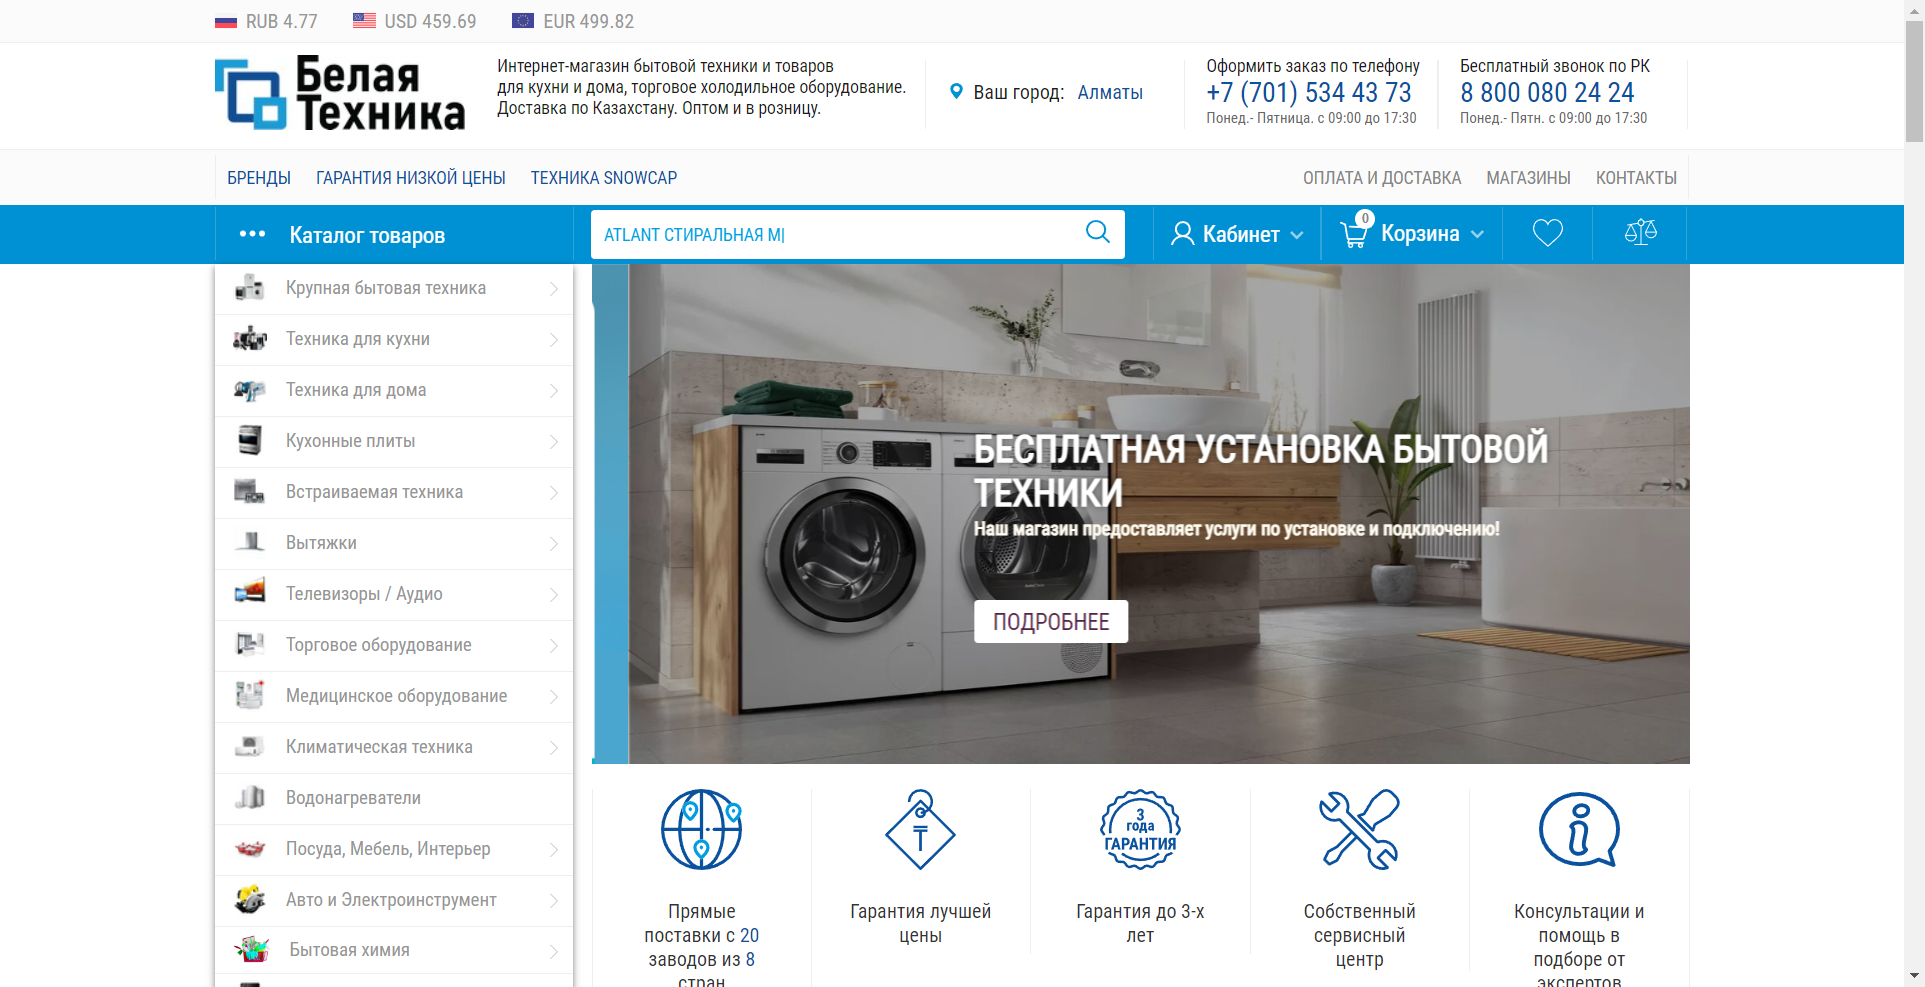 RUB 4.77 USD 459.69 EUR 499.82
Белая
Техника
Интернет-магазин бытовой техники и товаров
для кухни и дома, торговое холодильное оборудование.
Доставка по Казахстану. Оптом и в розницу.
Ваш город: Алматы
Оформить заказ по телефону
+7 (701) 534 43 73
Понед.- Пятница. с 09:00 до 17:30
Бесплатный звонок по РК
8 800 080 24 24
Понед.- Пятн. с 09:00 до 17:30
БРЕНДЫ ГАРАНТИЯ НИЗКОЙ ЦЕНЫ ТЕХНИКА SNOWCAP ОПЛАТА И ДОСТАВКА МАГАЗИНЫ КОНТАКТЫ
Каталог товаров
ATLANT СТИРАЛЬНАЯ М|
Кабинет
0
Корзина
Крупная бытовая техника
Техника для кухни
Техника для дома
Кухонные плиты
Встраиваемая техника
Вытяжки
Телевизоры / Аудио
Торговое оборудование
Медицинское оборудование
Климатическая техника
Водонагреватели
Посуда, Мебель, Интерьер
Авто и Электроинструмент
Бытовая химия
БЕСПЛАТНАЯ УСТАНОВКА БЫТОВОЙ
ТЕХНИКИ
Наш магазин предоставляет услуги по установке и подключению!
ПОДРОБНЕЕ
Прямые
поставки с 20
заводов из 8
стран
Гарантия лучшей
цены
3
года
ГАРАНТИЯ
Гарантия до 3-х
лет
Собственный
сервисный
центр
Консультации и
помощь в
подборе от
экспертов